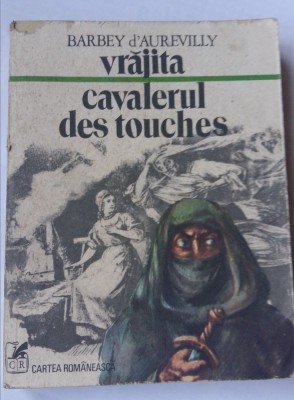 BARBEY d'AUREVILLY
vrăjita
cavalerul
des touches
CR
CARTEA ROMÂNEASCĂ